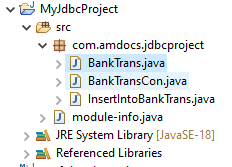 MyJdbcProject
src
com.amdocs.jdbcproject
BankTrans.java
BankTransCon.java
InsertIntoBankTrans.java
module-info.java
JRE System Library [JavaSE-18]
Referenced Libraries